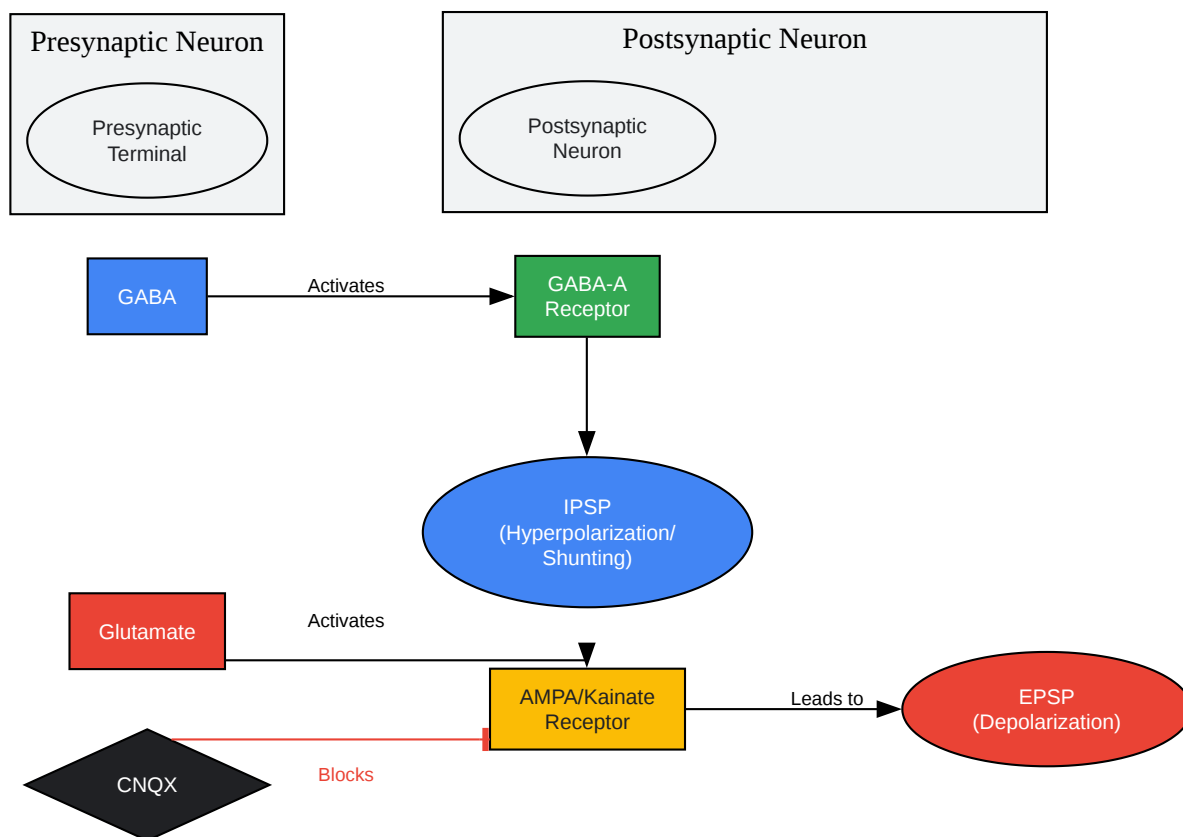 Presynaptic Neuron
Postsynaptic Neuron
Presynaptic
Terminal
Postsynaptic
Neuron
GABA
Activates
GABA-A
Receptor
IPSP
(Hyperpolarization/
Shunting)
Glutamate
Activates
AMPA/Kainate
Receptor
Leads to
EPSP
(Depolarization)
CNQX
Blocks